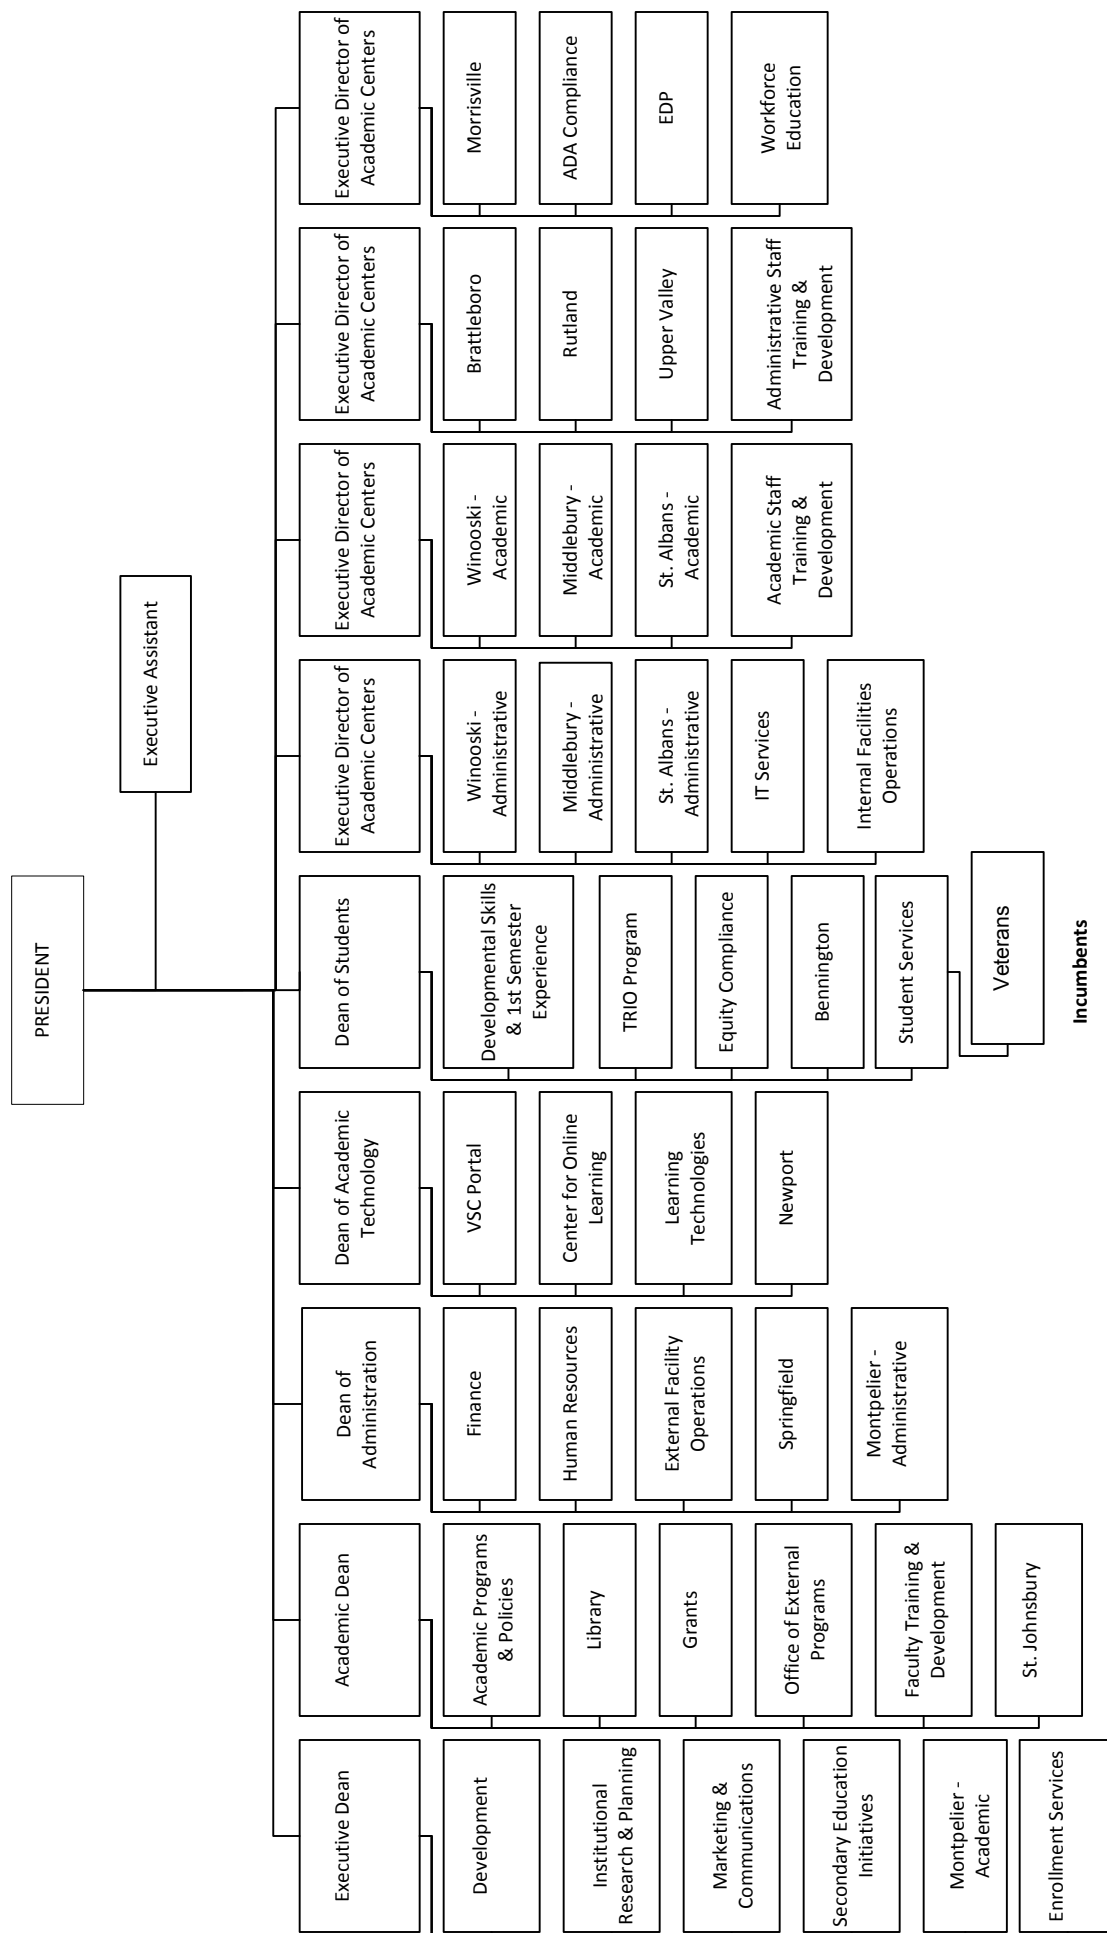 PRESIDENT
Executive Assistant
Executive Dean
Development
Institutional
Research & Planning
Marketing &
Communications
Secondary Education
Initiatives
Montpelier -
Academic
Enrollment Services
Academic Dean
Academic Programs
& Policies
Library
Grants
Office of External
Programs
Faculty Training &
Development
St. Johnsbury
Dean of
Administration
Finance
Human Resources
External Facility
Operations
Springfield
Montpelier -
Administrative
Dean of Academic
Technology
VSC Portal
Center for Online
Learning
Learning
Technologies
Newport
Dean of Students
Developmental Skills
& 1st Semester
Experience
TRIO Program
Equity Compliance
Bennington
Student Services
Veterans
Executive Director of
Academic Centers
Winooski -
Administrative
Middlebury -
Administrative
St. Albans -
Administrative
IT Services
Internal Facilities
Operations
Executive Director of
Academic Centers
Winooski -
Academic
Middlebury -
Academic
St. Albans -
Academic
Academic Staff
Training &
Development
Executive Director of
Academic Centers
Brattleboro
Rutland
Upper Valley
Administrative Staff
Training &
Development
Executive Director of
Academic Centers
Morrisville
ADA Compliance
EDP
Workforce
Education
Incumbents